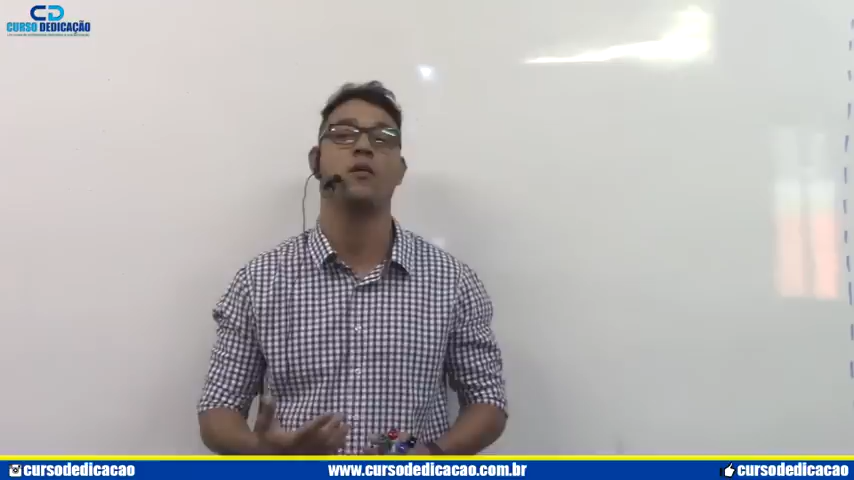 CD
CURSO DEDICAÇÃO
cursodedicacao
www.cursodedicacao.com.br
cursodedicacao